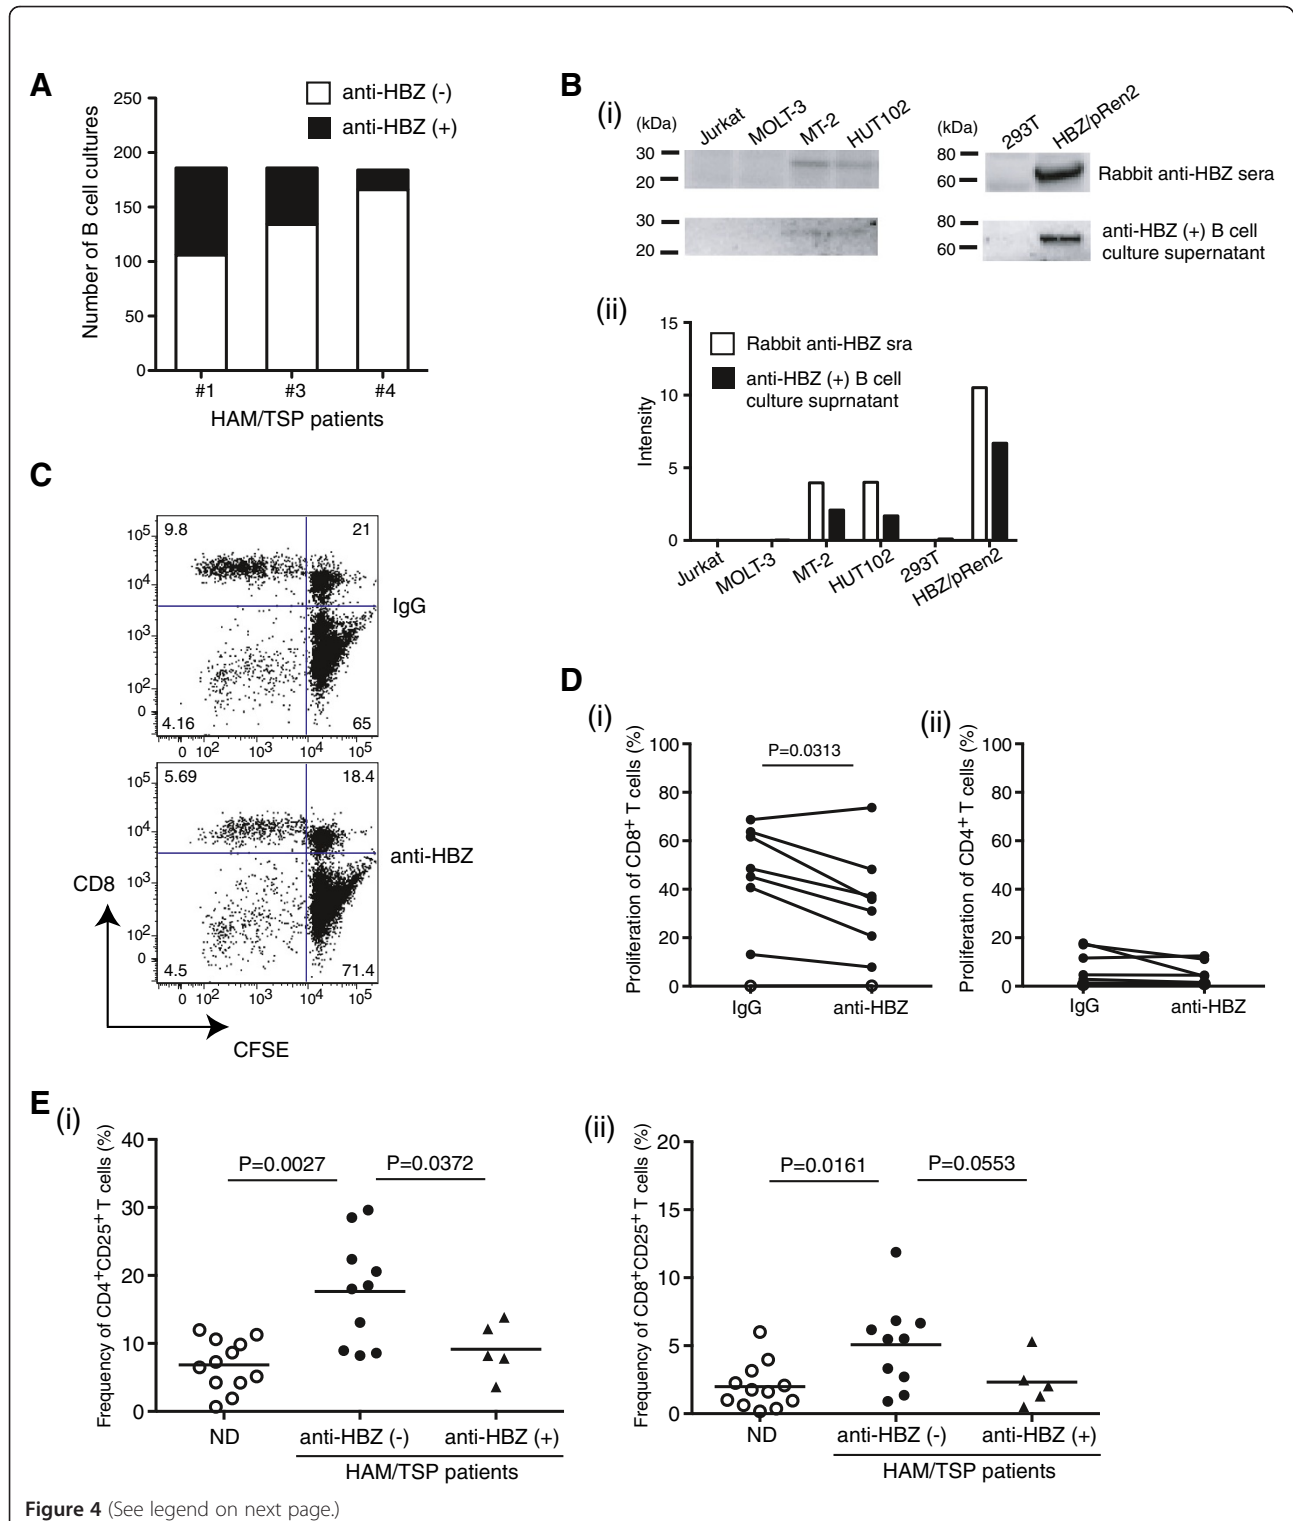 A
250
200
150
100
50
0
Number of B cell cultures
anti-HBZ (-)
anti-HBZ (+)
#1 #3 #4
HAM/TSP patients
B
(i)
(kDa) Jurkat MOLT-3 MT-2 HUT102
30
20
30
20
(kDa) 293T HBZ/pRen2
80
60
Rabbit anti-HBZ sera
80
60
anti-HBZ (+) B cell
culture supernatant
(ii)
15
10
5
0
Intensity
Rabbit anti-HBZ sra
anti-HBZ (+) B cell
culture suprnatant
Jurkat MOLT-3 MT-2 HUT102 293T HBZ/pRen2
C
9.8 21
4.16 65
10⁵
10⁴
10³
10²
0
0 10² 10³ 10⁴ 10⁵
IgG
5.69 18.4
4.5 71.4
10⁵
10⁴
10³
10²
0
0 10² 10³ 10⁴ 10⁵
anti-HBZ
CD8
CFSE
D
(i)
Proliferation of CD8⁺ T cells (%)
100
80
60
40
20
0
P=0.0313
IgG anti-HBZ
(ii)
Proliferation of CD4⁺ T cells (%)
100
80
60
40
20
0
IgG anti-HBZ
E
(i)
Frequency of CD4⁺CD25⁺ T cells (%)
40
30
20
10
0
P=0.0027 P=0.0372
ND anti-HBZ (-) anti-HBZ (+)
HAM/TSP patients
(ii)
Frequency of CD8⁺CD25⁺ T cells (%)
20
15
10
5
0
P=0.0161 P=0.0553
ND anti-HBZ (-) anti-HBZ (+)
HAM/TSP patients
Figure 4 (See legend on next page.)